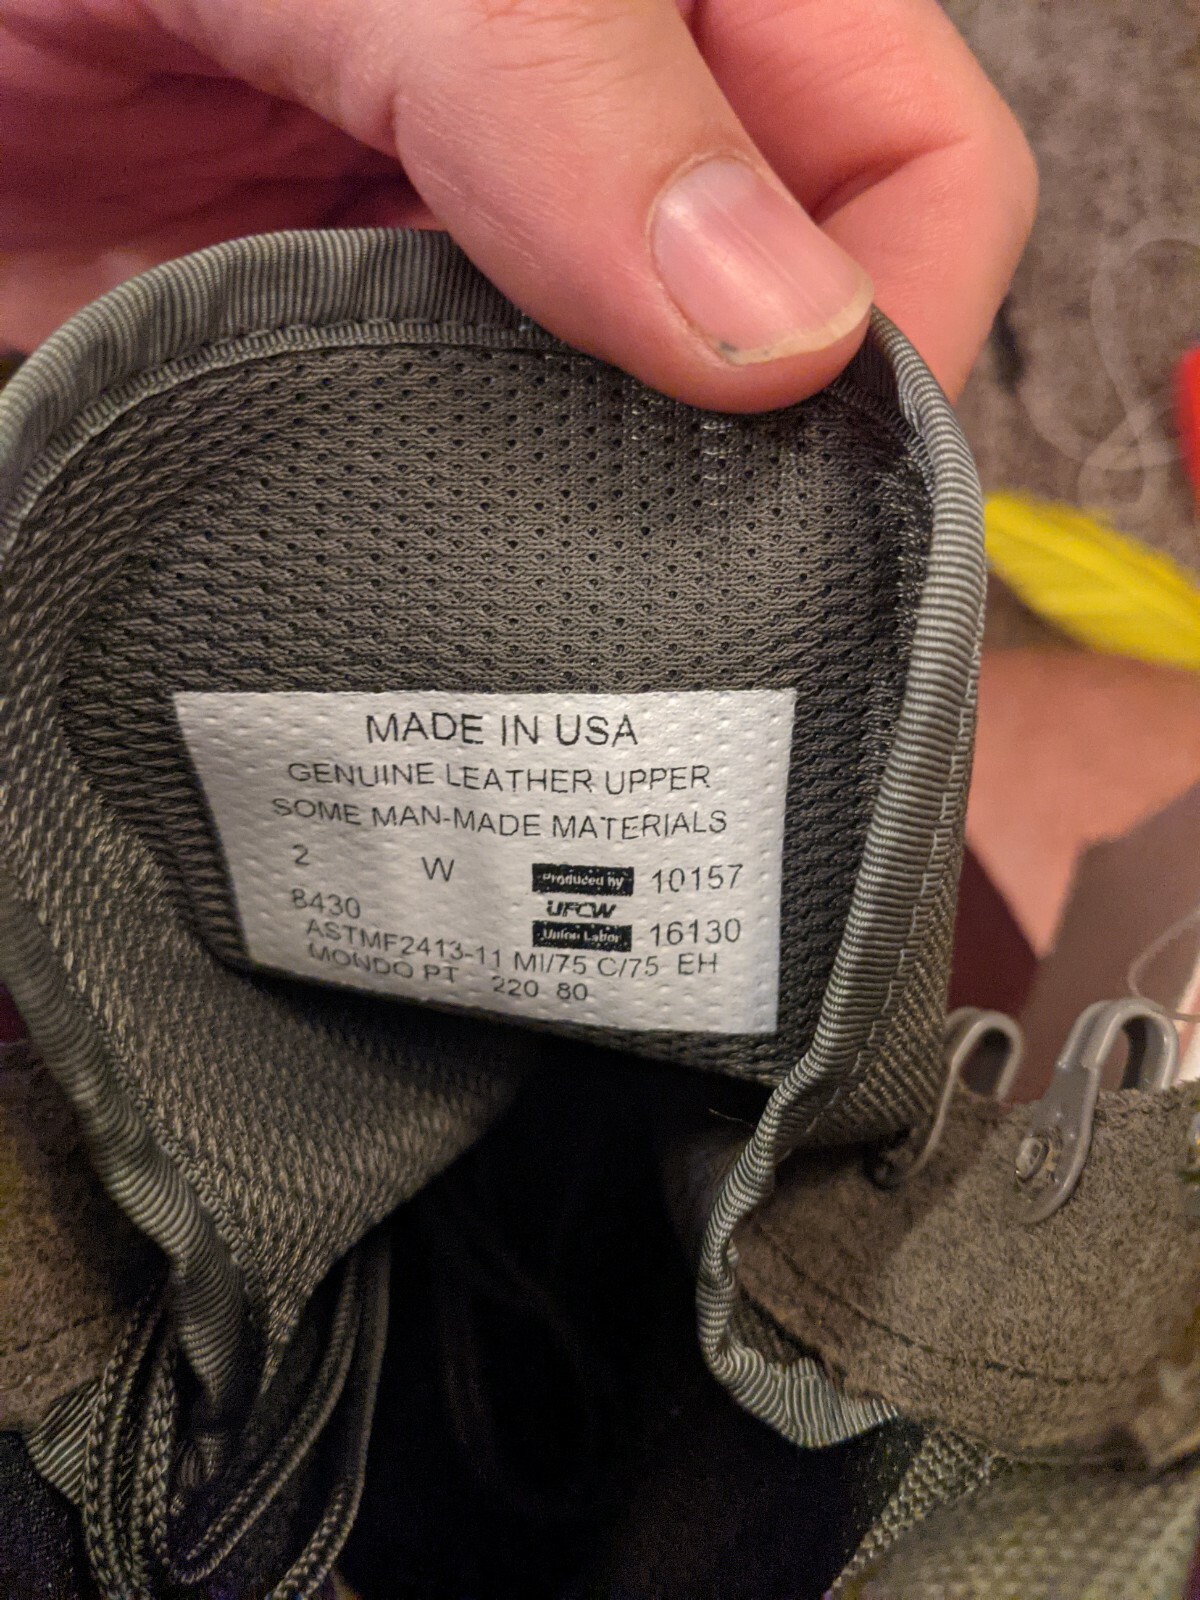 MADE IN USA
GENUINE LEATHER UPPER
SOME MAN-MADE MATERIALS
2 W Produced by 10157
8430 UFCW
Union Labor 16130
ASTMF2413-11 MI/75 C/75 EH
MONDO PT 220 80